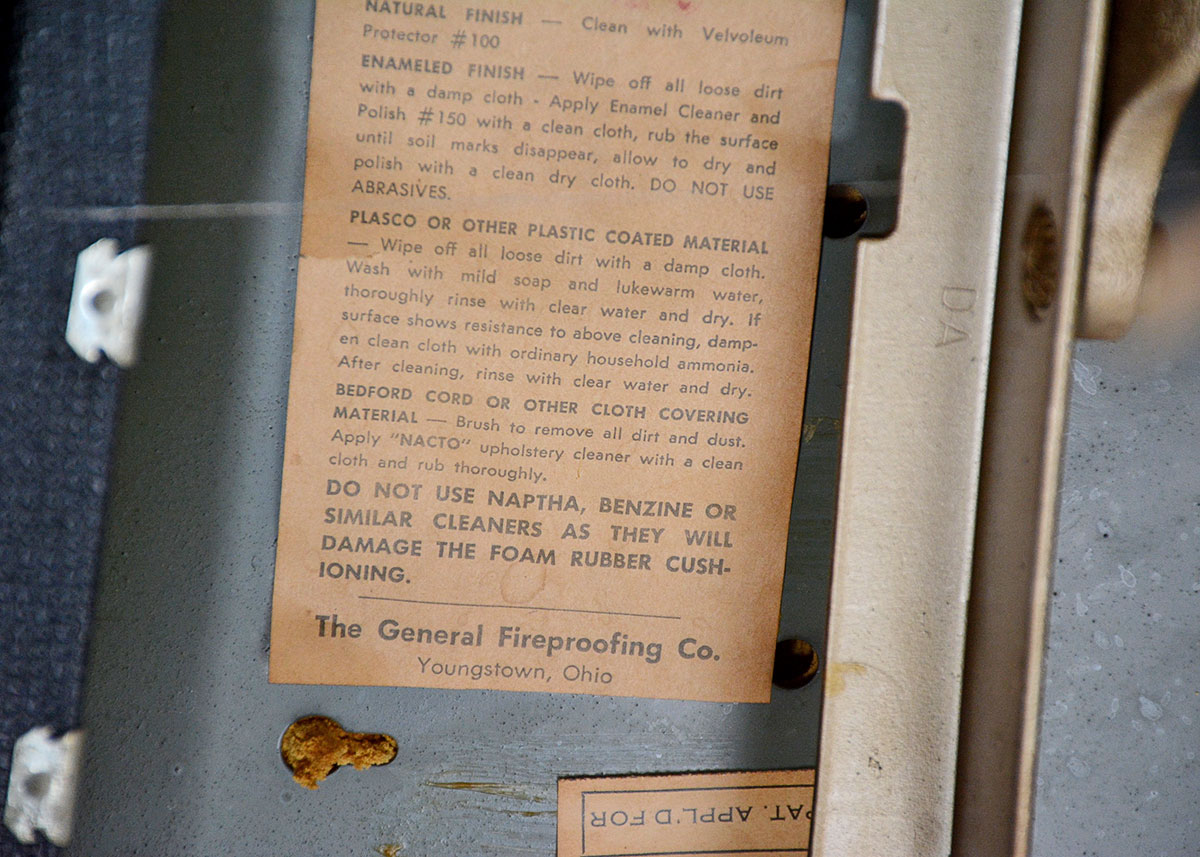 NATURAL FINISH — Clean with Velvoleum
Protector #100
ENAMELED FINISH — Wipe off all loose dirt
with a damp cloth - Apply Enamel Cleaner and
Polish #150 with a clean cloth, rub the surface
until soil marks disappear, allow to dry and
polish with a clean dry cloth. DO NOT USE
ABRASIVES.
PLASCO OR OTHER PLASTIC COATED MATERIAL
— Wipe off all loose dirt with a damp cloth.
Wash with mild soap and lukewarm water,
thoroughly rinse with clear water and dry. If
surface shows resistance to above cleaning, damp-
en clean cloth with ordinary household ammonia.
After cleaning, rinse with clear water and dry.
BEDFORD CORD OR OTHER CLOTH COVERING
MATERIAL — Brush to remove all dirt and dust.
Apply "NACTO" upholstery cleaner with a clean
cloth and rub thoroughly.
DO NOT USE NAPTHA, BENZINE OR
SIMILAR CLEANERS AS THEY WILL
DAMAGE THE FOAM RUBBER CUSH-
IONING.
The General Fireproofing Co.
Youngstown, Ohio
DA
PAT. APPL'D FOR